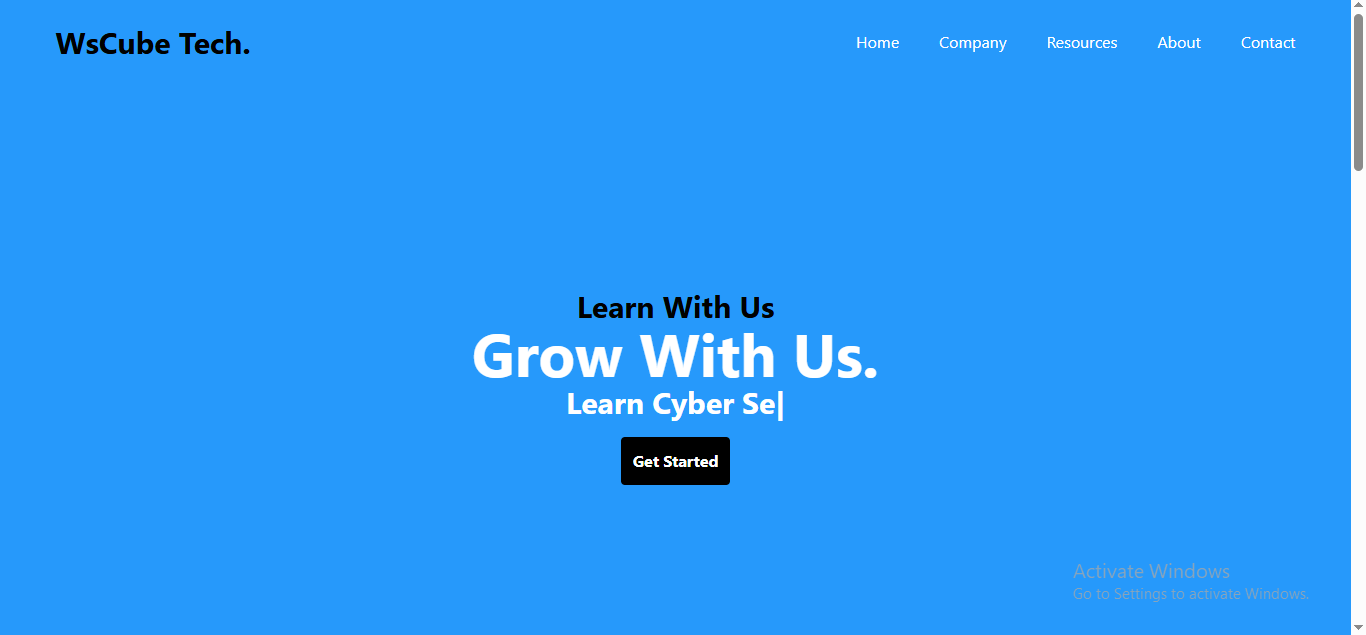 WsCube Tech.
Home Company Resources About Contact
Learn With Us
Grow With Us.
Learn Cyber Se|
Get Started
Activate Windows
Go to Settings to activate Windows.